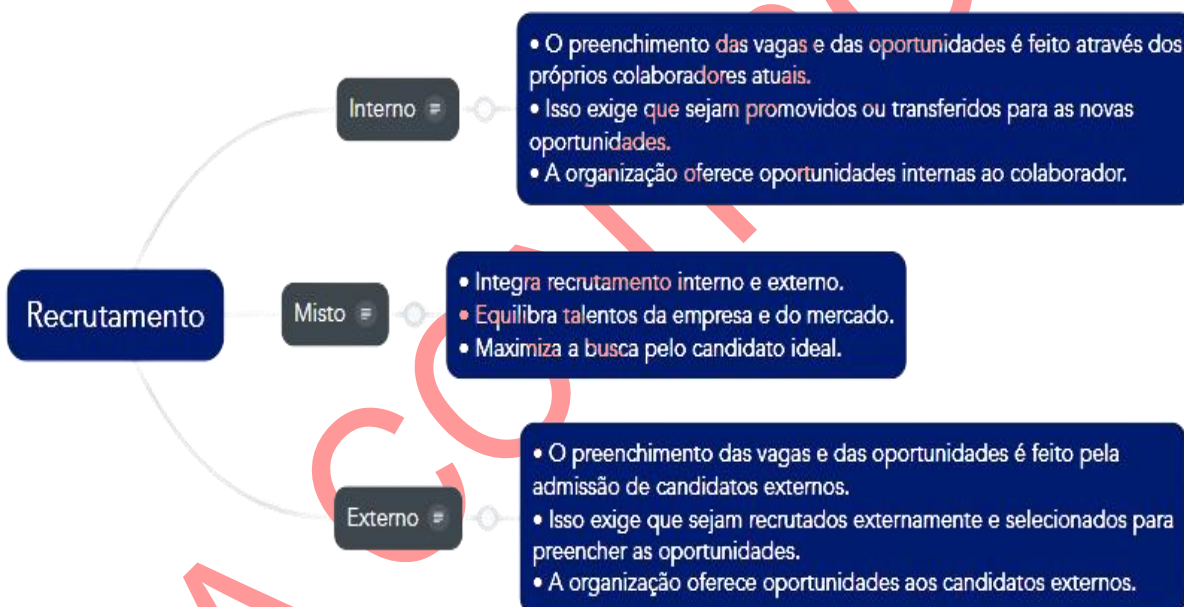 Recrutamento
Interno
• O preenchimento das vagas e das oportunidades é feito através dos
próprios colaboradores atuais.
• Isso exige que sejam promovidos ou transferidos para as novas
oportunidades.
• A organização oferece oportunidades internas ao colaborador.
Misto
• Integra recrutamento interno e externo.
• Equilibra talentos da empresa e do mercado.
• Maximiza a busca pelo candidato ideal.
Externo
• O preenchimento das vagas e das oportunidades é feito pela
admissão de candidatos externos.
• Isso exige que sejam recrutados externamente e selecionados para
preencher as oportunidades.
• A organização oferece oportunidades aos candidatos externos.